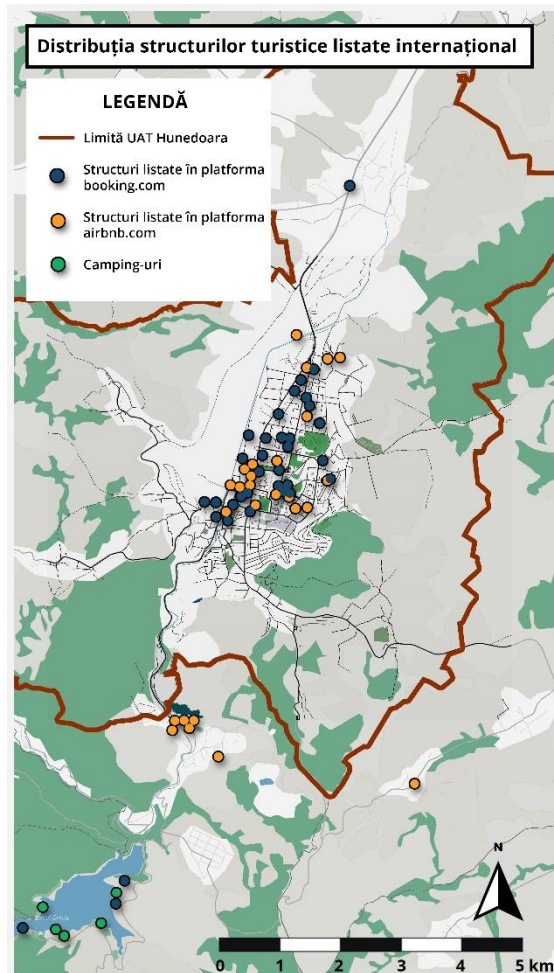 Distribuția structurilor turistice listate internațional
LEGENDĂ
Limită UAT Hunedoara
Structuri listate în platforma
booking.com
Structuri listate în platforma
airbnb.com
Camping-uri
N
0 1 2 3 4 5 km